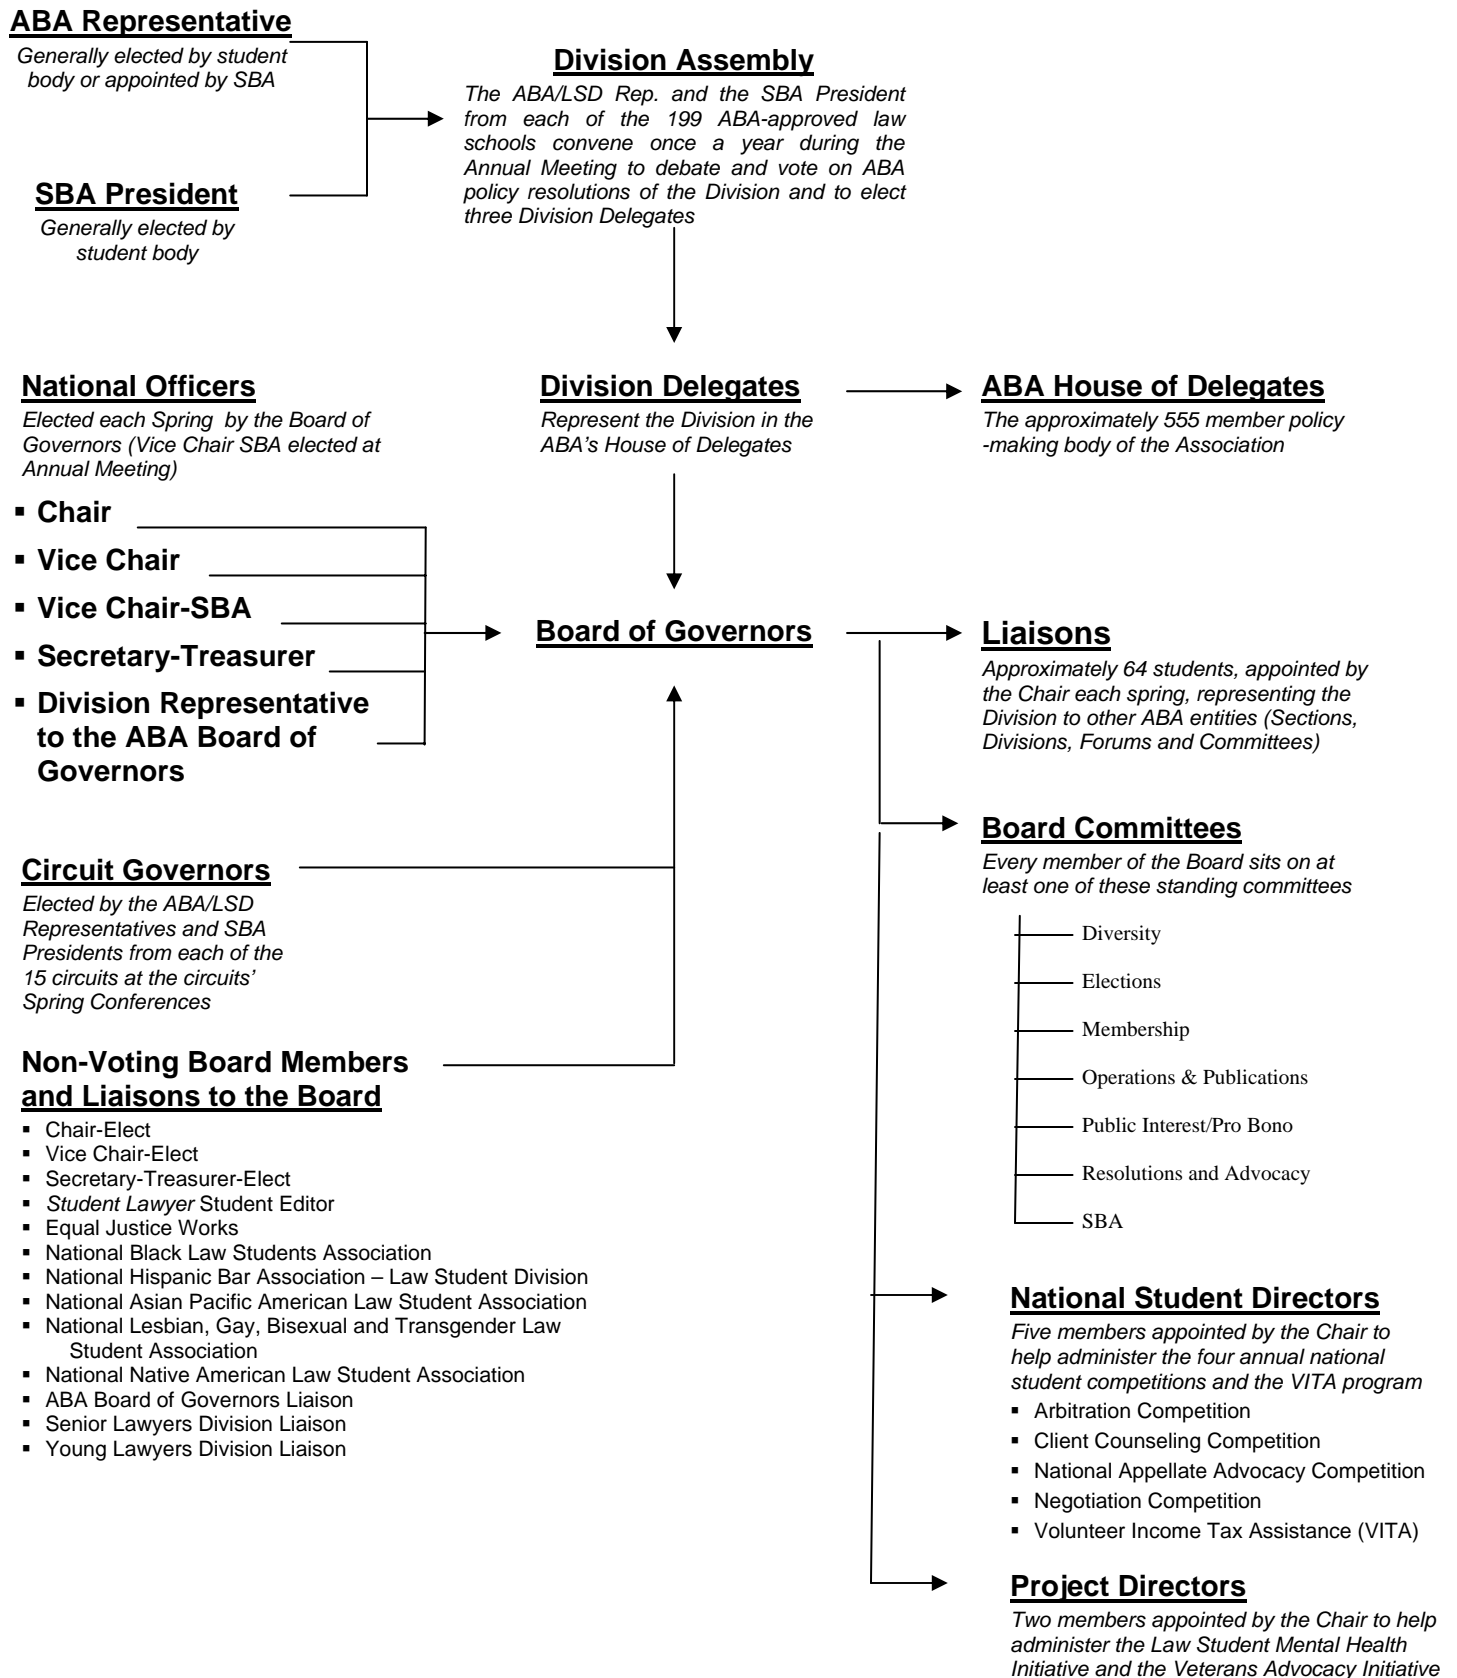 ABA Representative
Generally elected by student
body or appointed by SBA
SBA President
Generally elected by
student body
Division Assembly
The ABA/LSD Rep. and the SBA President
from each of the 199 ABA-approved law
schools convene once a year during the
Annual Meeting to debate and vote on ABA
policy resolutions of the Division and to elect
three Division Delegates
National Officers
Elected each Spring by the Board of
Governors (Vice Chair SBA elected at
Annual Meeting)
▪ Chair
▪ Vice Chair
▪ Vice Chair-SBA
▪ Secretary-Treasurer
▪ Division Representative
to the ABA Board of
Governors
Division Delegates
Represent the Division in the
ABA's House of Delegates
ABA House of Delegates
The approximately 555 member policy
-making body of the Association
Board of Governors
Circuit Governors
Elected by the ABA/LSD
Representatives and SBA
Presidents from each of the
15 circuits at the circuits'
Spring Conferences
Non-Voting Board Members
and Liaisons to the Board
▪ Chair-Elect
▪ Vice Chair-Elect
▪ Secretary-Treasurer-Elect
▪ Student Lawyer Student Editor
▪ Equal Justice Works
▪ National Black Law Students Association
▪ National Hispanic Bar Association – Law Student Division
▪ National Asian Pacific American Law Student Association
▪ National Lesbian, Gay, Bisexual and Transgender Law
Student Association
▪ National Native American Law Student Association
▪ ABA Board of Governors Liaison
▪ Senior Lawyers Division Liaison
▪ Young Lawyers Division Liaison
Liaisons
Approximately 64 students, appointed by
the Chair each spring, representing the
Division to other ABA entities (Sections,
Divisions, Forums and Committees)
Board Committees
Every member of the Board sits on at
least one of these standing committees
Diversity
Elections
Membership
Operations & Publications
Public Interest/Pro Bono
Resolutions and Advocacy
SBA
National Student Directors
Five members appointed by the Chair to
help administer the four annual national
student competitions and the VITA program
▪ Arbitration Competition
▪ Client Counseling Competition
▪ National Appellate Advocacy Competition
▪ Negotiation Competition
▪ Volunteer Income Tax Assistance (VITA)
Project Directors
Two members appointed by the Chair to help
administer the Law Student Mental Health
Initiative and the Veterans Advocacy Initiative